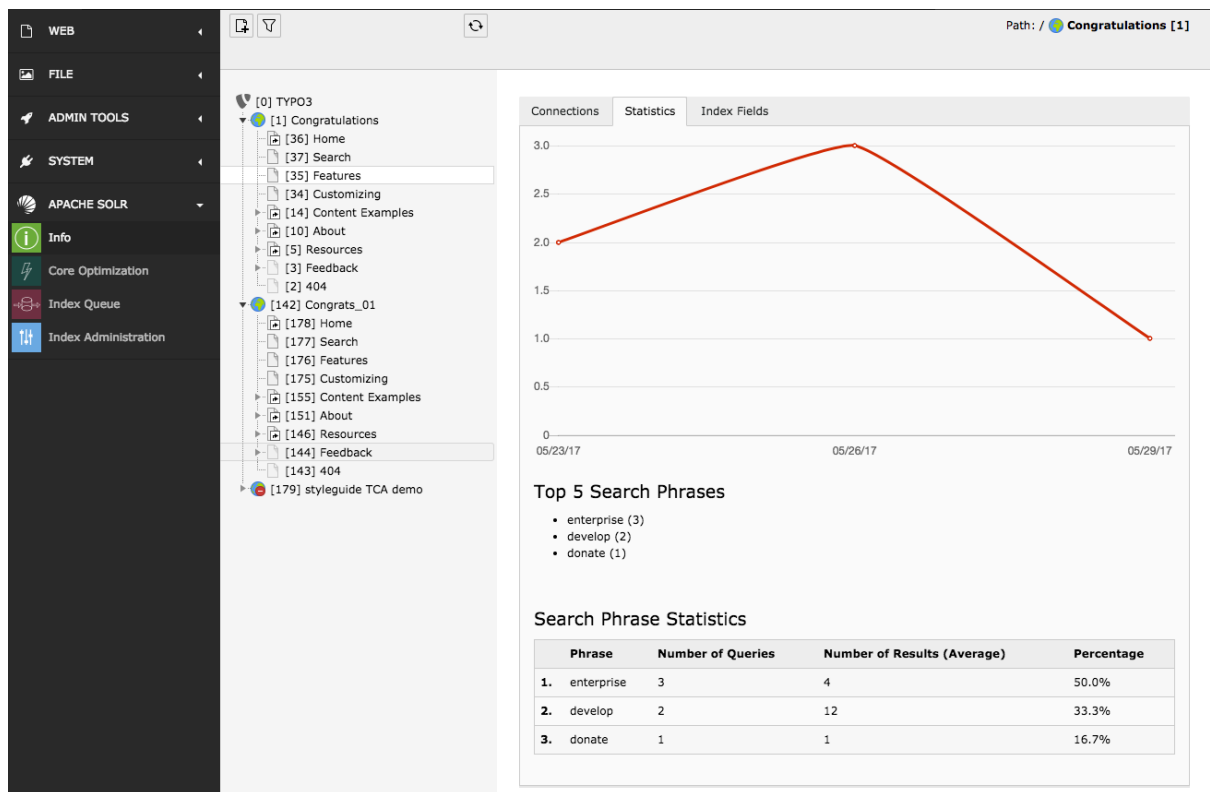 WEB
FILE
ADMIN TOOLS
SYSTEM
APACHE SOLR
Info
Core Optimization
Index Queue
Index Administration
Path: / Congratulations [1]
[0] TYPO3
[1] Congratulations
[36] Home
[37] Search
[35] Features
[34] Customizing
[14] Content Examples
[10] About
[5] Resources
[3] Feedback
[2] 404
[142] Congrats_01
[178] Home
[177] Search
[176] Features
[175] Customizing
[155] Content Examples
[151] About
[146] Resources
[144] Feedback
[143] 404
[179] styleguide TCA demo
Connections Statistics Index Fields
3.0
2.5
2.0
1.5
1.0
0.5
0
05/23/17 05/26/17 05/29/17
Top 5 Search Phrases
• enterprise (3)
• develop (2)
• donate (1)
Search Phrase Statistics
Phrase Number of Queries Number of Results (Average) Percentage
1. enterprise 3 4 50.0%
2. develop 2 12 33.3%
3. donate 1 1 16.7%